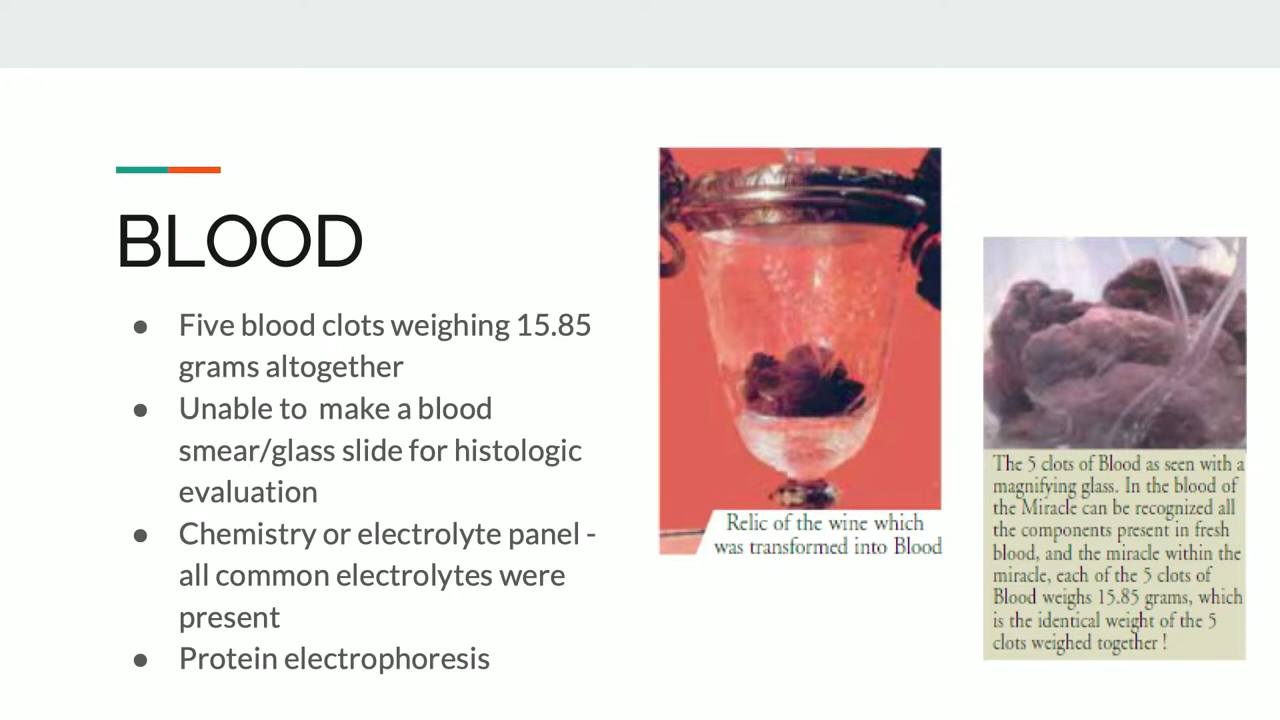 BLOOD
● Five blood clots weighing 15.85
grams altogether
● Unable to  make a blood
smear/glass slide for histologic
evaluation
● Chemistry or electrolyte panel -
all common electrolytes were
present
● Protein electrophoresis
Relic of the wine which
was transformed into Blood
The 5 clots of Blood as seen with a
magnifying glass. In the blood of
the Miracle can be recognized all
the components present in fresh
blood, and the miracle within the
miracle, each of the 5 clots of
Blood weighs 15.85 grams, which
is the identical weight of the 5
clots weighed together !